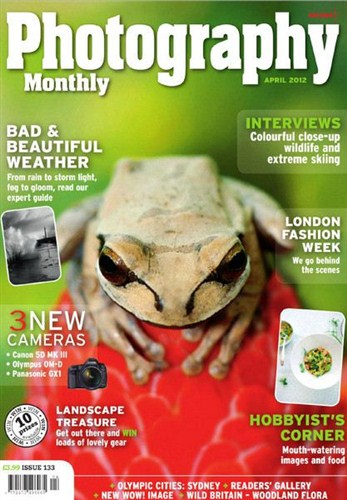 Photography
Monthly
APRIL 2012
BAD &
BEAUTIFUL
WEATHER
From rain to storm light,
fog to gloom, read our
expert guide
INTERVIEWS
Colourful close-up
wildlife and
extreme skiing
LONDON
FASHION
WEEK
We go behind
the scenes
3 NEW
CAMERAS
• Canon 5D MK III
• Olympus OM-D
• Panasonic GX1
WIN
10
prizes
LANDSCAPE
TREASURE
Get out there and WIN
loads of lovely gear
HOBBYIST'S
CORNER
Mouth-watering
images and food
£3.99 ISSUE 133
+ OLYMPIC CITIES: SYDNEY + READERS' GALLERY
+ NEW WOW! IMAGE + WILD BRITAIN – WOODLAND FLORA